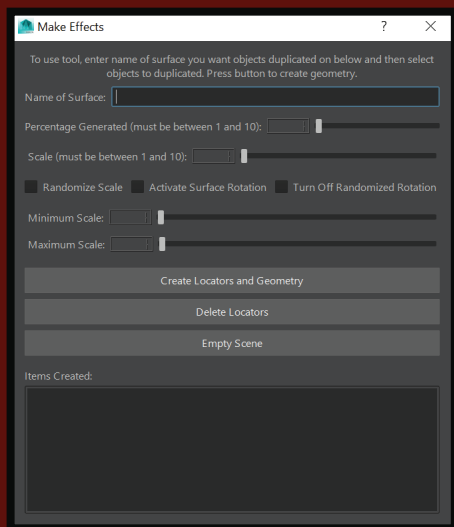 Make Effects
?
To use tool, enter name of surface you want objects duplicated on below and then select
objects to duplicated. Press button to create geometry.
Name of Surface:
Percentage Generated (must be between 1 and 10):
Scale (must be between 1 and 10):
Randomize Scale Activate Surface Rotation Turn Off Randomized Rotation
Minimum Scale:
Maximum Scale:
Create Locators and Geometry
Delete Locators
Empty Scene
Items Created: